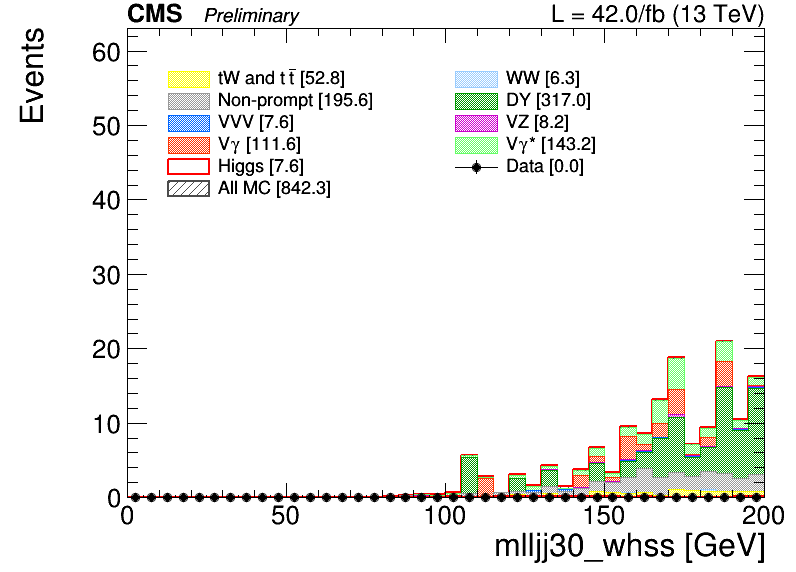 CMS Preliminary L = 42.0/fb (13 TeV)
Events
60
50
40
30
20
10
0
tW and tt̄ [52.8]
Non-prompt [195.6]
VVV [7.6]
Vγ [111.6]
Higgs [7.6]
All MC [842.3]
WW [6.3]
DY [317.0]
VZ [8.2]
Vγ* [143.2]
Data [0.0]
0 50 100 150 200
mlljj30_whss [GeV]